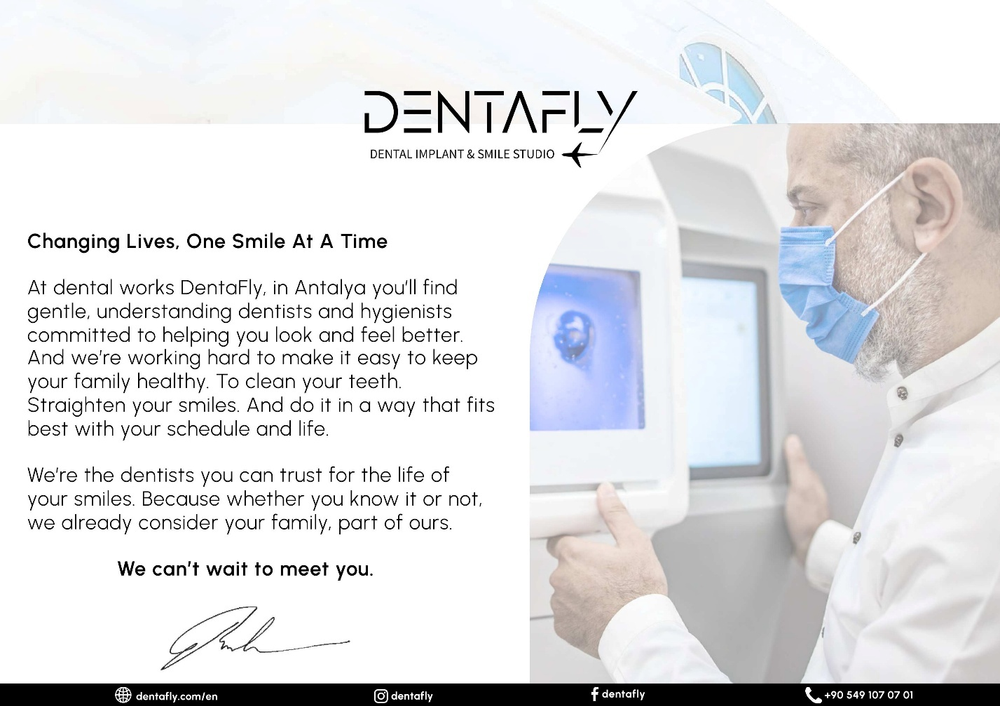 DENTAFLY
DENTAL IMPLANT & SMILE STUDIO
Changing Lives, One Smile At A Time
At dental works DentaFly, in Antalya you’ll find
gentle, understanding dentists and hygienists
committed to helping you look and feel better.
And we’re working hard to make it easy to keep
your family healthy. To clean your teeth.
Straighten your smiles. And do it in a way that fits
best with your schedule and life.
We’re the dentists you can trust for the life of
your smiles. Because whether you know it or not,
we already consider your family, part of ours.
We can’t wait to meet you.
dentafly.com/en
dentafly
dentafly
+90 549 107 07 01